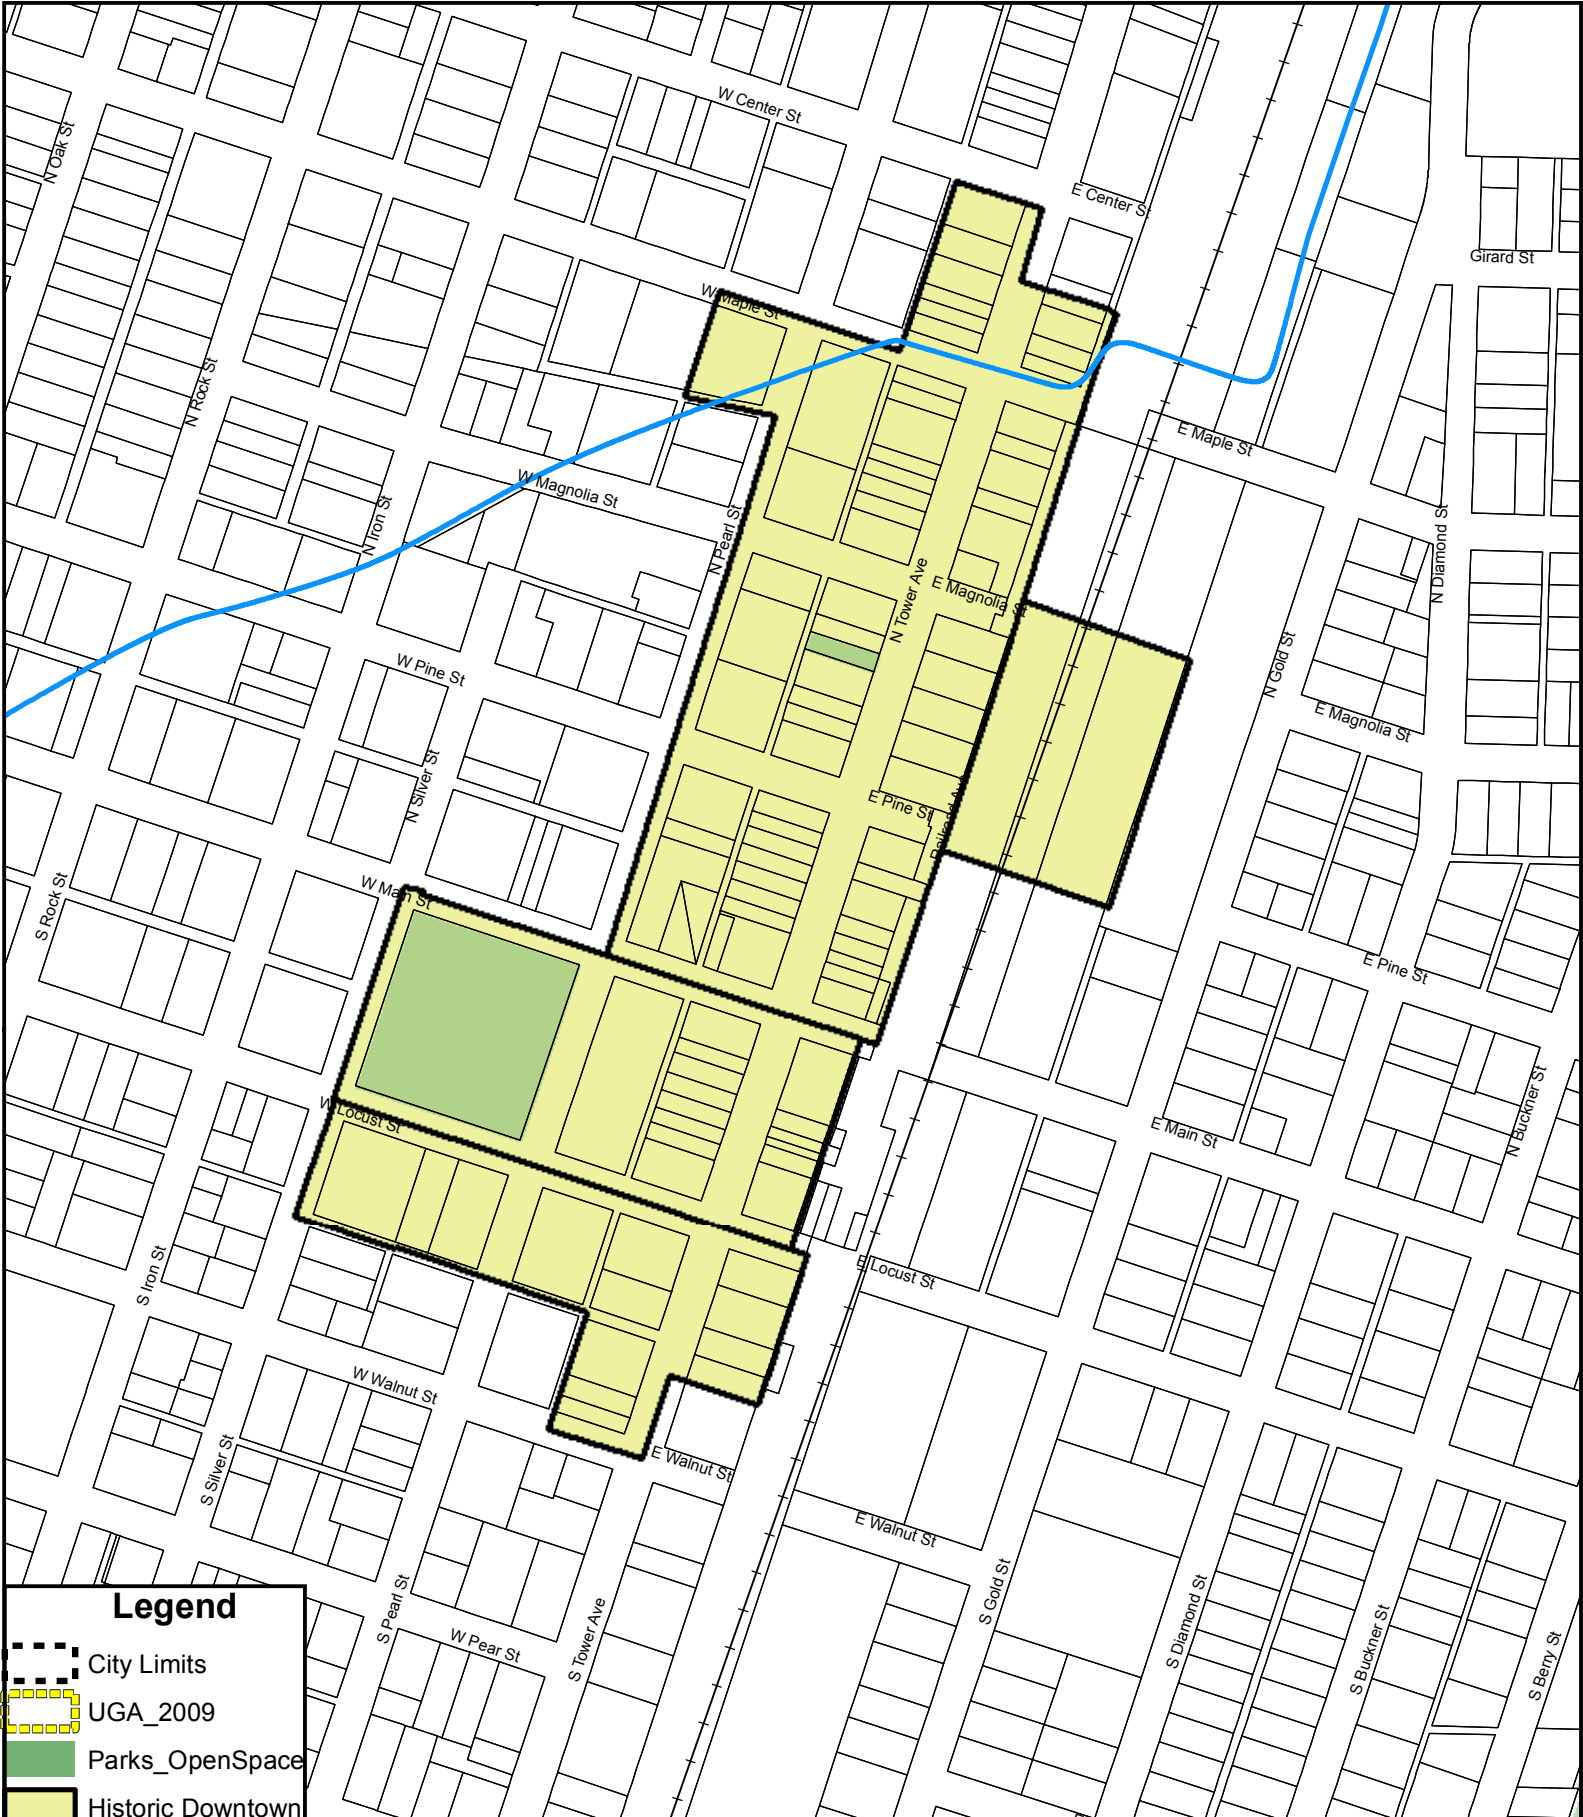 W Center St
N Oak St
E Center St
Girard St
W Maple St
N Rock St
E Maple St
W Magnolia St
N Iron St
N Pearl St
N Diamond St
N Tower Ave
E Magnolia St
N Gold St
W Pine St
E Magnolia St
N Silver St
E Pine St
Railroad Ave
W Main St
S Rock St
E Pine St
N Buckner St
W Locust St
E Main St
S Iron St
E Locust St
W Walnut St
E Walnut St
S Silver St
E Walnut St
S Gold St
S Pearl St
S Diamond St
S Tower Ave
W Pear St
S Buckner St
S Berry St
Legend
City Limits
UGA_2009
Parks_OpenSpace
Historic Downtown